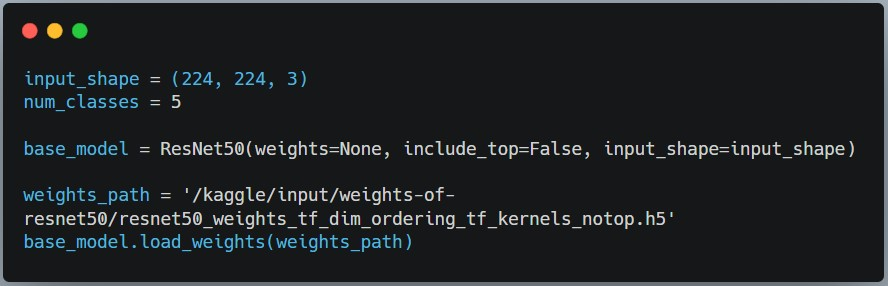 input_shape = (224, 224, 3)
num_classes = 5
base_model = ResNet50(weights=None, include_top=False, input_shape=input_shape)
weights_path = '/kaggle/input/weights-of-
resnet50/resnet50_weights_tf_dim_ordering_tf_kernels_notop.h5'
base_model.load_weights(weights_path)